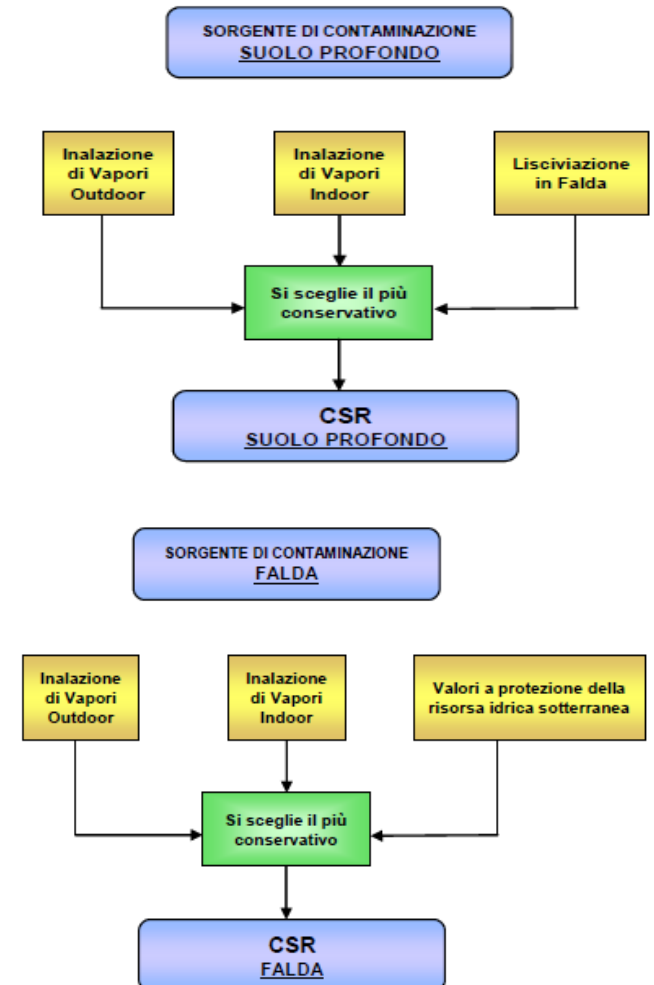 SORGENTE DI CONTAMINAZIONE
SUOLO PROFONDO
Inalazione
di Vapori
Outdoor
Inalazione
di Vapori
Indoor
Lisciviazione
in Falda
Si sceglie il più
conservativo
CSR
SUOLO PROFONDO
SORGENTE DI CONTAMINAZIONE
FALDA
Inalazione
di Vapori
Outdoor
Inalazione
di Vapori
Indoor
Valori a protezione della
risorsa idrica sotterranea
Si sceglie il più
conservativo
CSR
FALDA